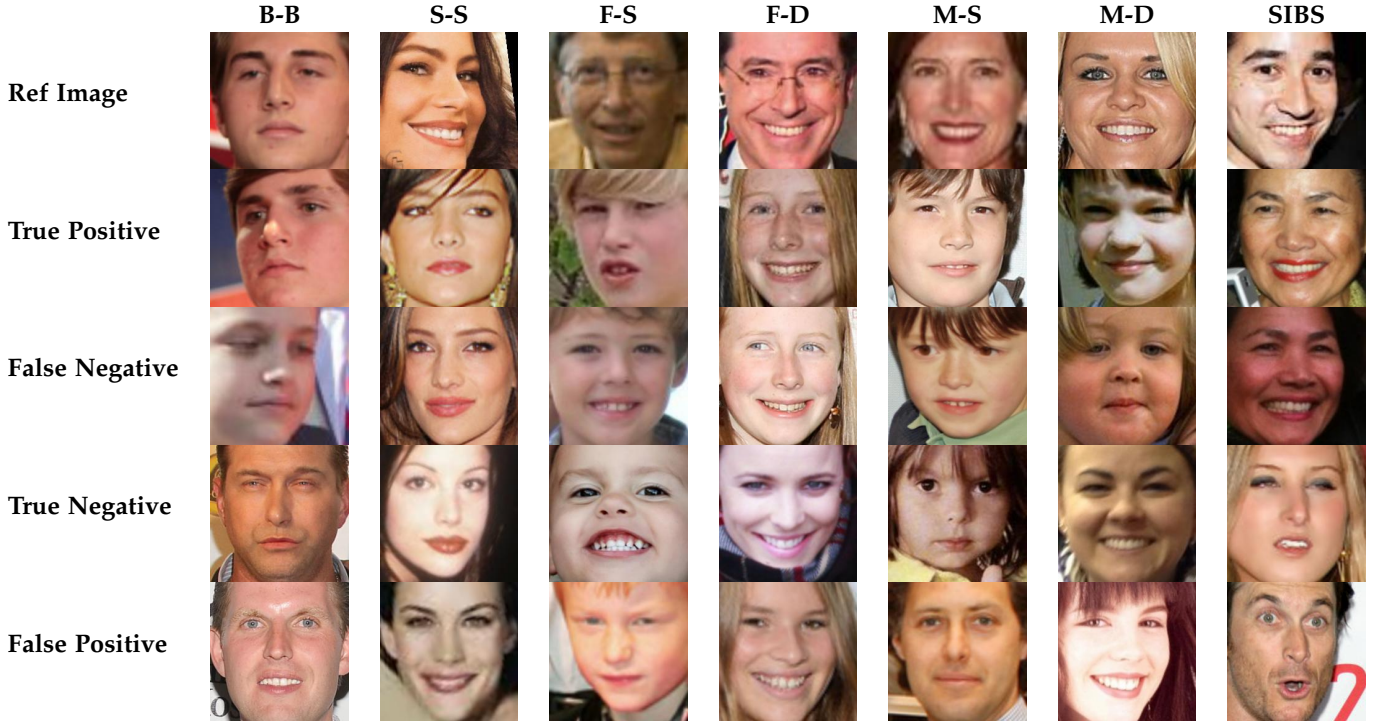 B-B S-S F-S F-D M-S M-D SIBS
Ref Image
True Positive
False Negative
True Negative
False Positive